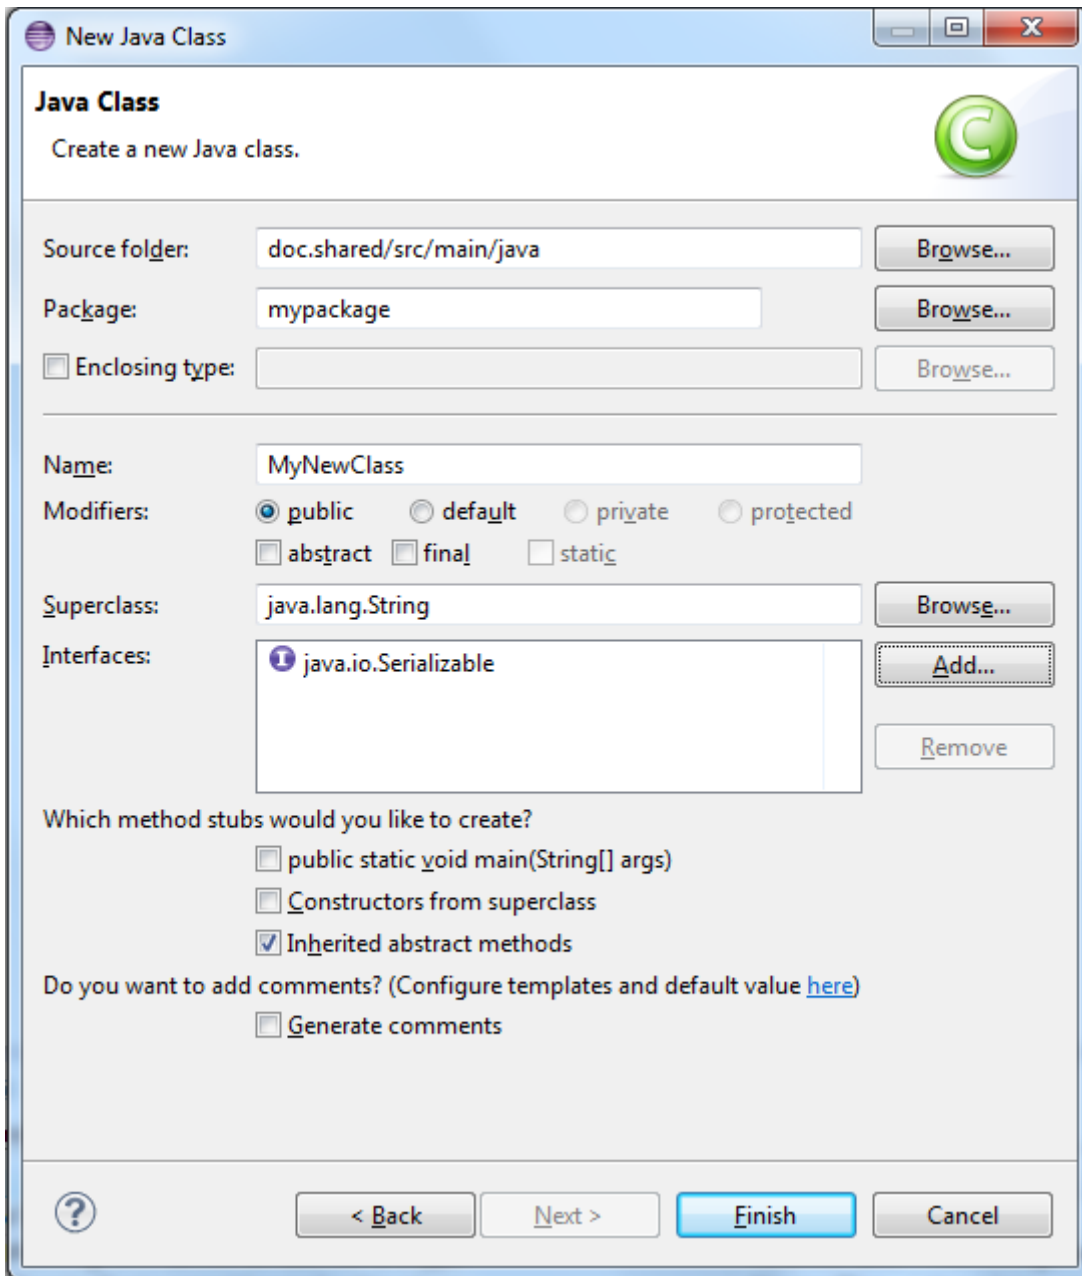 New Java Class
Java Class
Create a new Java class.
Source folder: doc.shared/src/main/java Browse...
Package: mypackage Browse...
Enclosing type: Browse...
Name: MyNewClass
Modifiers: public default private protected
abstract final static
Superclass: java.lang.String Browse...
Interfaces: java.io.Serializable Add...
Remove
Which method stubs would you like to create?
public static void main(String[] args)
Constructors from superclass
Inherited abstract methods
Do you want to add comments? (Configure templates and default value here)
Generate comments
? < Back Next > Finish Cancel